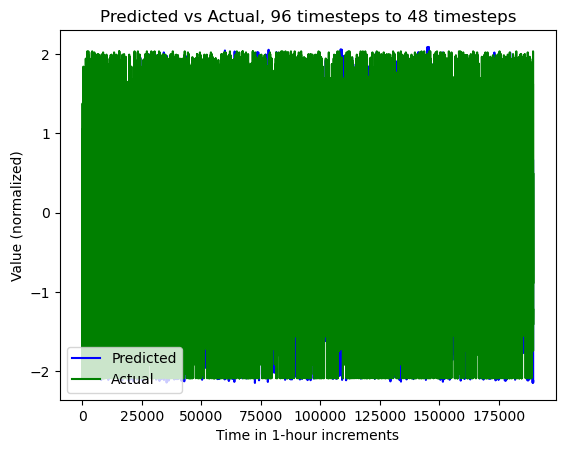 Predicted vs Actual, 96 timesteps to 48 timesteps
Value (normalized)
2
1
0
−1
−2
Predicted
Actual
0 25000 50000 75000 100000 125000 150000 175000
Time in 1-hour increments